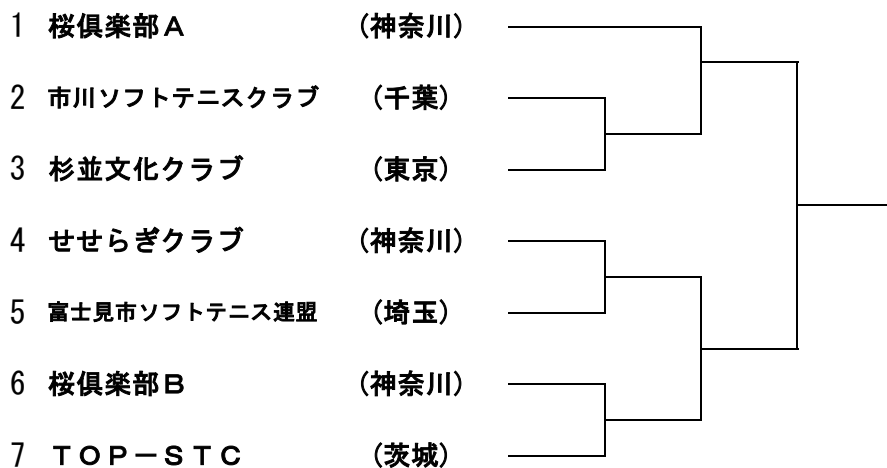 1 桜倶楽部Ａ (神奈川)
2 市川ソフトテニスクラブ (千葉)
3 杉並文化クラブ (東京)
4 せせらぎクラブ (神奈川)
5 富士見市ソフトテニス連盟 (埼玉)
6 桜倶楽部Ｂ (神奈川)
7 ＴＯＰ－ＳＴＣ (茨城)